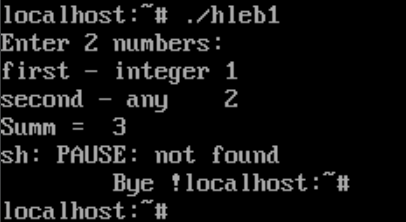 localhost:~# ./hleb1
Enter 2 numbers:
first - integer 1
second - any    2
Summ =  3
sh: PAUSE: not found
        Bye !localhost:~#
localhost:~#